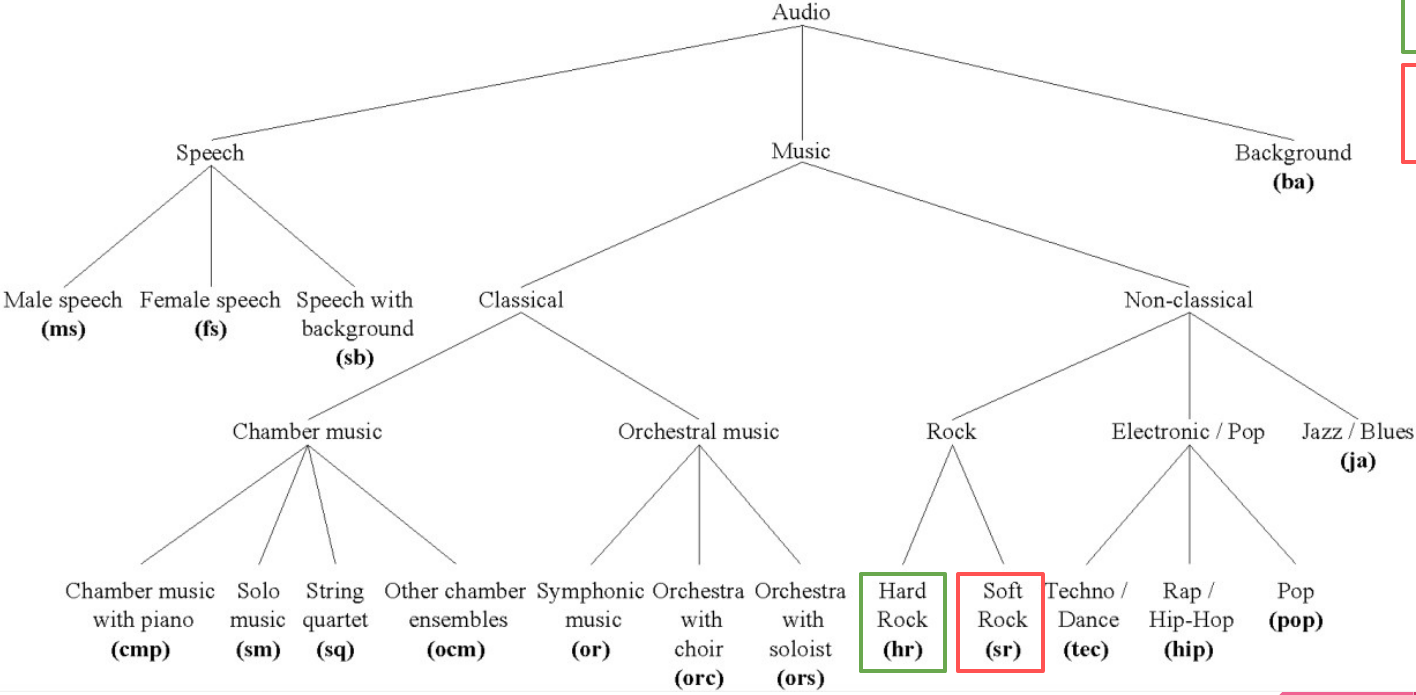 Audio
Speech
Music
Background
(ba)
Male speech
(ms)
Female speech
(fs)
Speech with
background
(sb)
Classical
Non-classical
Chamber music
Orchestral music
Rock
Electronic / Pop
Jazz / Blues
(ja)
Chamber music
with piano
(cmp)
Solo
music
(sm)
String
quartet
(sq)
Other chamber
ensembles
(ocm)
Symphonic
music
(or)
Orchestra
with
choir
(orc)
Orchestra
with
soloist
(ors)
Hard
Rock
(hr)
Soft
Rock
(sr)
Techno /
Dance
(tec)
Rap /
Hip-Hop
(hip)
Pop
(pop)